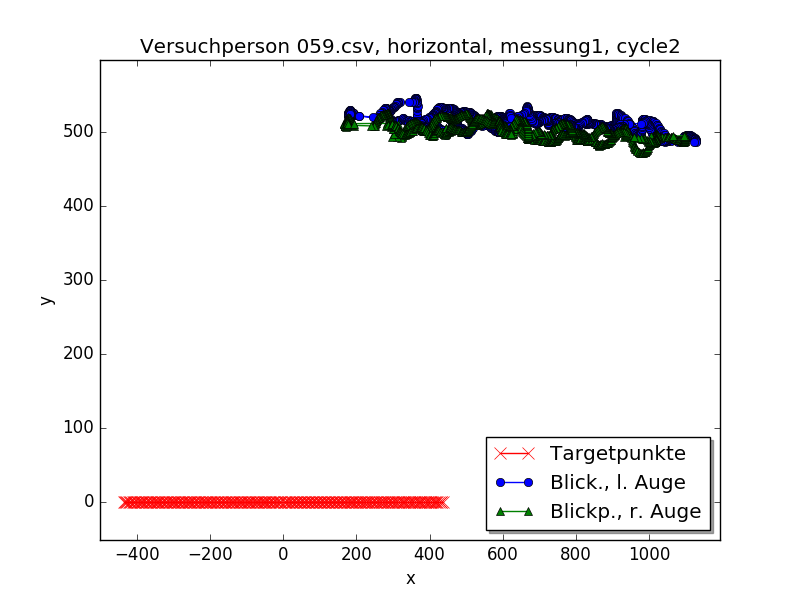 Versuchperson 059.csv, horizontal, messung1, cycle2
y
500
400
300
200
100
0
−400 −200 0 200 400 600 800 1000
x
Targetpunkte
Blick., l. Auge
Blickp., r. Auge